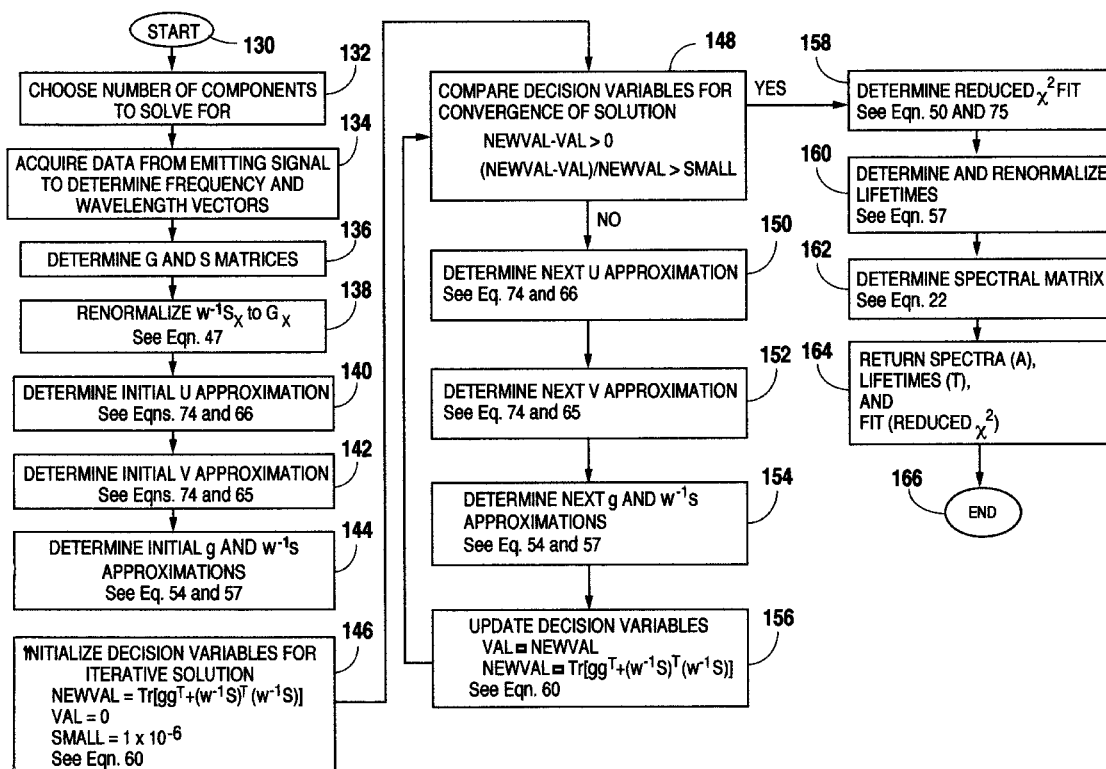 START
130
132
CHOOSE NUMBER OF COMPONENTS
TO SOLVE FOR
134
ACQUIRE DATA FROM EMITTING SIGNAL
TO DETERMINE FREQUENCY AND
WAVELENGTH VECTORS
136
DETERMINE G AND S MATRICES
138
RENORMALIZE w⁻¹S_X to G_X
See Eqn. 47
140
DETERMINE INITIAL U APPROXIMATION
See Eqns. 74 and 66
142
DETERMINE INITIAL V APPROXIMATION
See Eqns. 74 and 65
144
DETERMINE INITIAL g AND w⁻¹s
APPROXIMATIONS
See Eq. 54 and 57
146
INITIALIZE DECISION VARIABLES FOR
ITERATIVE SOLUTION
NEWVAL = Tr[ggᵀ+(w⁻¹S)ᵀ (w⁻¹S)]
VAL = 0
SMALL = 1 x 10⁻⁶
See Eqn. 60
148
COMPARE DECISION VARIABLES FOR
CONVERGENCE OF SOLUTION
NEWVAL-VAL > 0
(NEWVAL-VAL)/NEWVAL > SMALL
YES
NO
150
DETERMINE NEXT U APPROXIMATION
See Eq. 74 and 66
152
DETERMINE NEXT V APPROXIMATION
See Eq. 74 and 65
154
DETERMINE NEXT g AND w⁻¹s
APPROXIMATIONS
See Eq. 54 and 57
156
UPDATE DECISION VARIABLES
VAL = NEWVAL
NEWVAL = Tr[ggᵀ+(w⁻¹S)ᵀ(w⁻¹S)]
See Eqn. 60
158
DETERMINE REDUCED χ² FIT
See Eqn. 50 AND 75
160
DETERMINE AND RENORMALIZE
LIFETIMES
See Eqn. 57
162
DETERMINE SPECTRAL MATRIX
See Eqn. 22
164
RETURN SPECTRA (A),
LIFETIMES (T),
AND
FIT (REDUCED χ²)
166
END